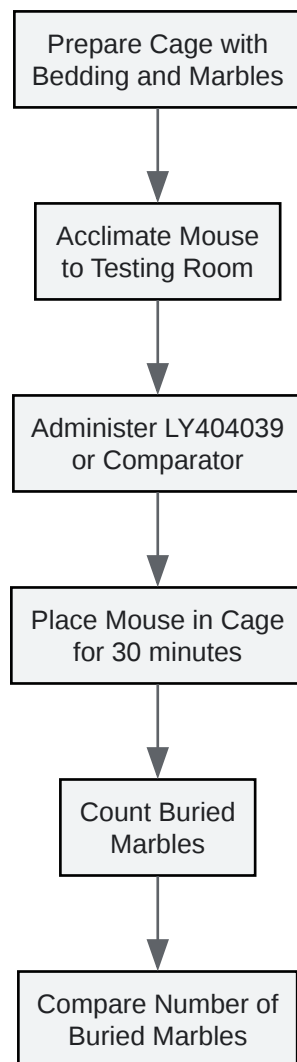 Prepare Cage with
Bedding and Marbles
Acclimate Mouse
to Testing Room
Administer LY404039
or Comparator
Place Mouse in Cage
for 30 minutes
Count Buried
Marbles
Compare Number of
Buried Marbles